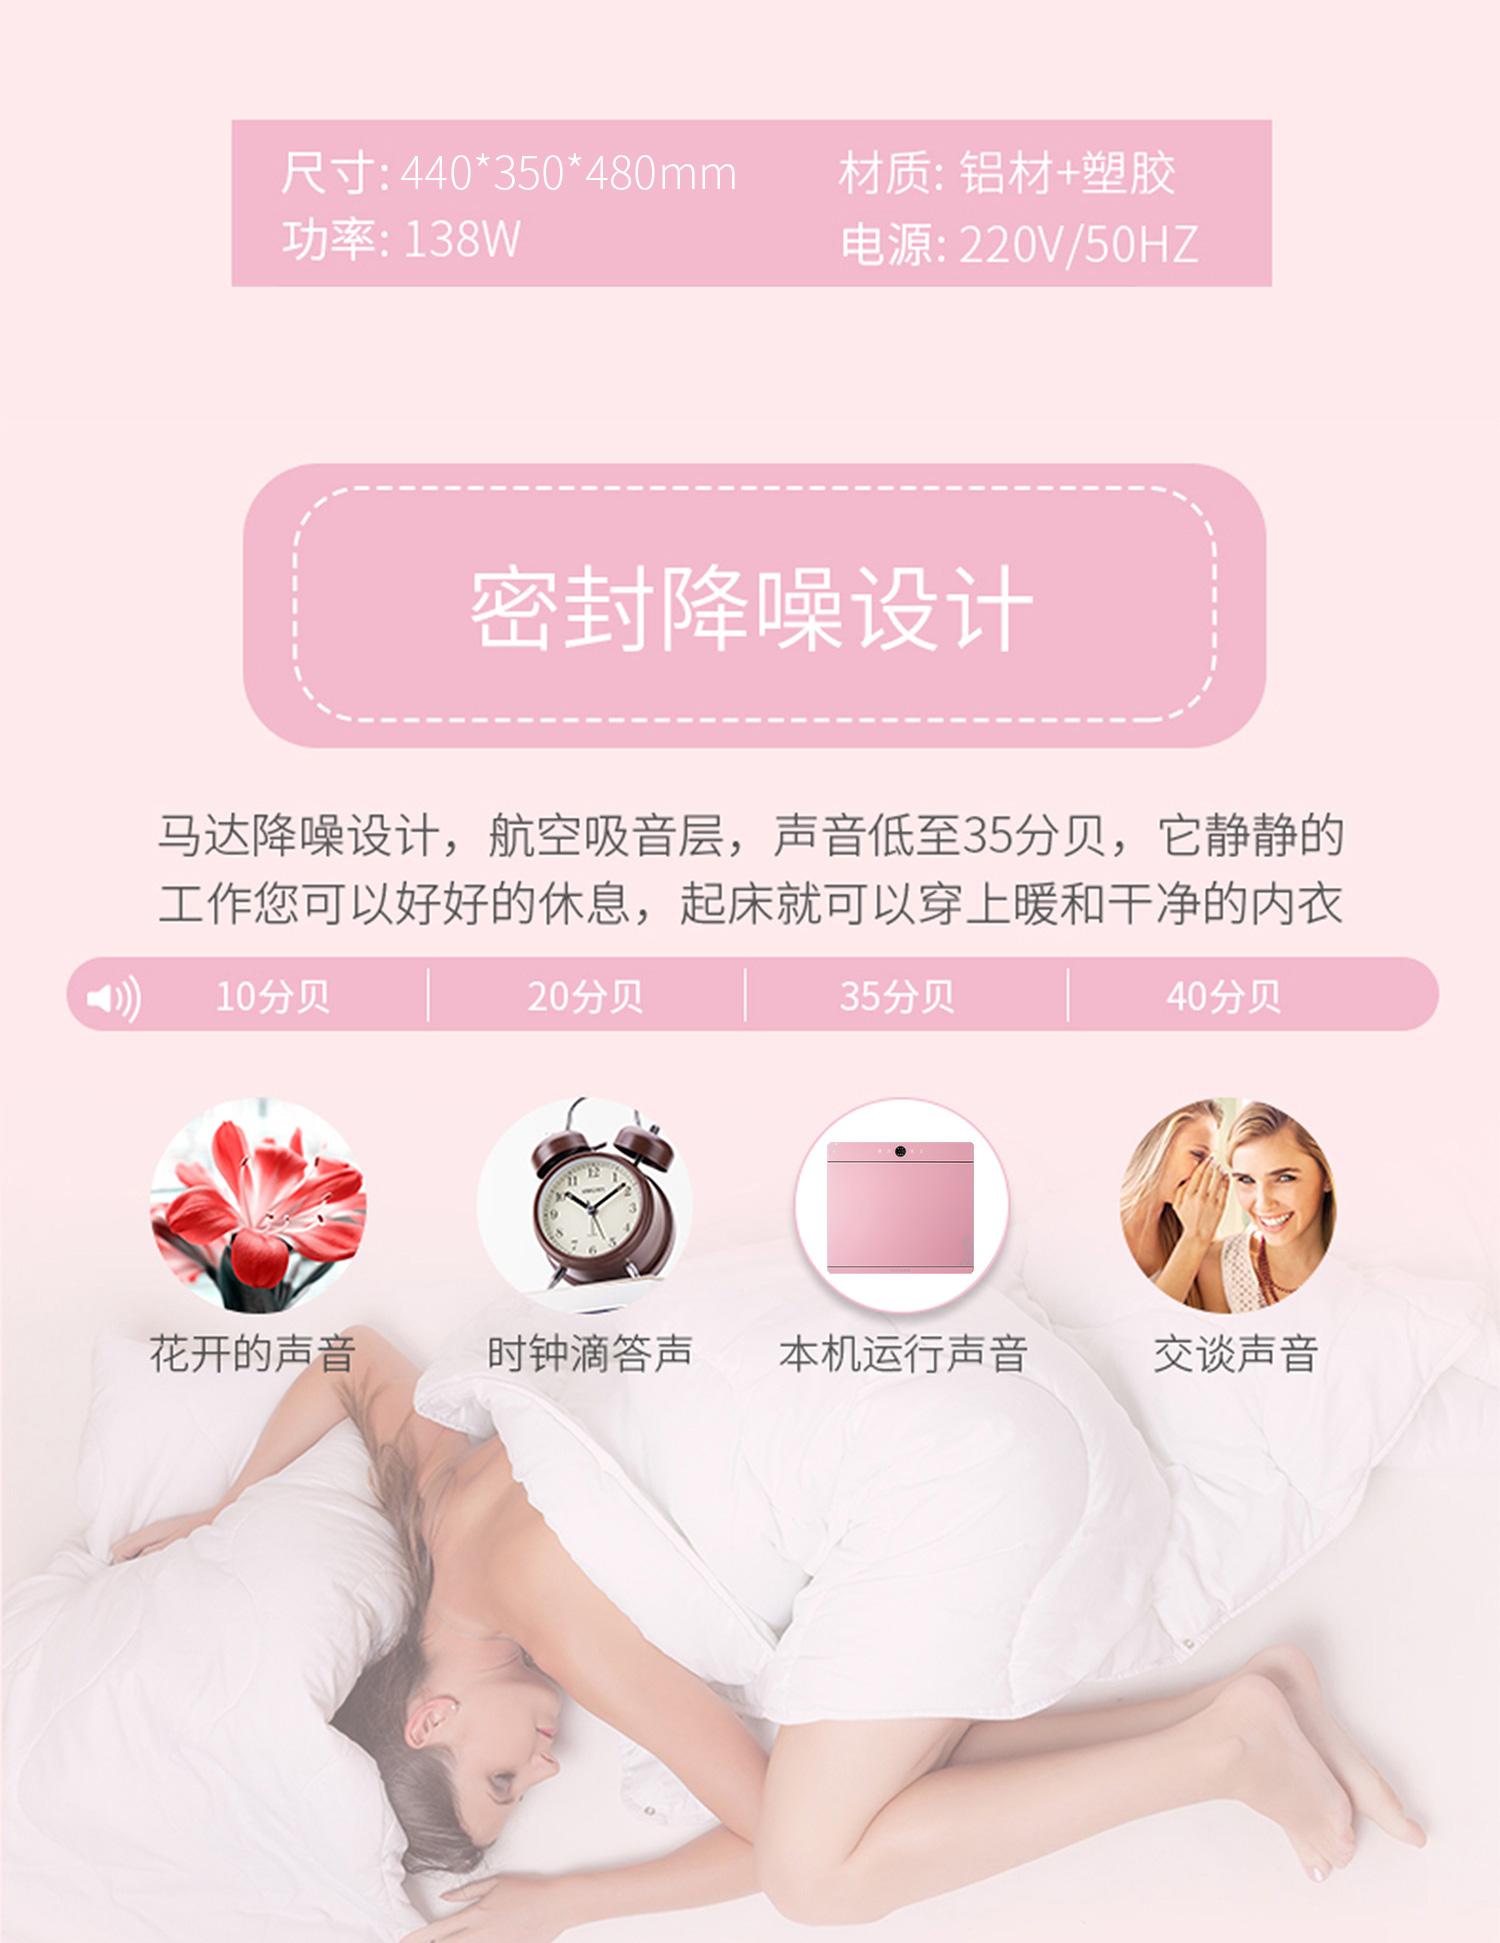 尺寸: 440*350*480mm
材质: 铝材+塑胶
功率: 138W
电源: 220V/50HZ
密封降噪设计
马达降噪设计，航空吸音层，声音低至35分贝，它静静的
工作您可以好好的休息，起床就可以穿上暖和干净的内衣
10分贝
20分贝
35分贝
40分贝
花开的声音
时钟滴答声
本机运行声音
交谈声音